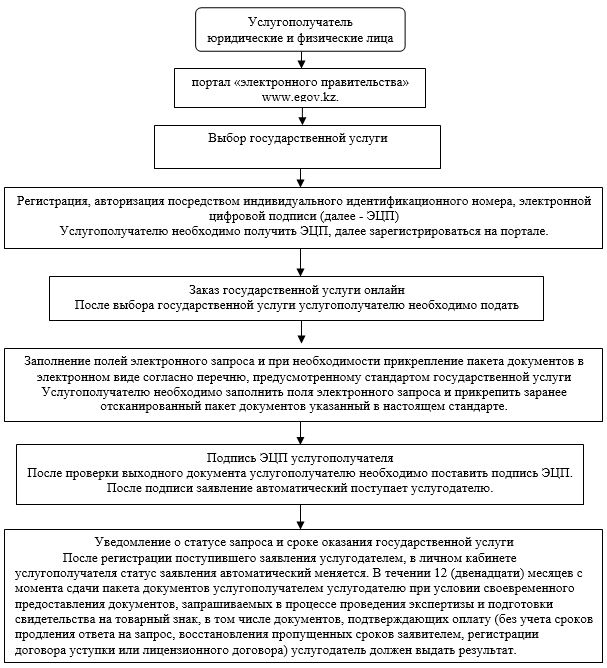 Услугополучатель
юридические и физические лица
портал «электронного правительства»
www.egov.kz.
Выбор государственной услуги
Регистрация, авторизация посредством индивидуального идентификационного номера, электронной
цифровой подписи (далее - ЭЦП)
Услугополучателю необходимо получить ЭЦП, далее зарегистрироваться на портале.
Заказ государственной услуги онлайн
После выбора государственной услуги услугополучателю необходимо подать
Заполнение полей электронного запроса и при необходимости прикрепление пакета документов в
электронном виде согласно перечню, предусмотренному стандартом государственной услуги
Услугополучателю необходимо заполнить поля электронного запроса и прикрепить заранее
отсканированный пакет документов указанный в настоящем стандарте.
Подпись ЭЦП услугополучателя
После проверки выходного документа услугополучателю необходимо поставить подпись ЭЦП.
После подписи заявление автоматический поступает услугодателю.
Уведомление о статусе запроса и сроке оказания государственной услуги
После регистрации поступившего заявления услугодателем, в личном кабинете
услугополучателя статус заявления автоматический меняется. В течении 12 (двенадцати) месяцев с
момента сдачи пакета документов услугополучателем услугодателю при условии своевременного
предоставления документов, запрашиваемых в процессе проведения экспертизы и подготовки
свидетельства на товарный знак, в том числе документов, подтверждающих оплату (без учета сроков
продления ответа на запрос, восстановления пропущенных сроков заявителем, регистрации
договора уступки или лицензионного договора) услугодатель должен выдать результат.